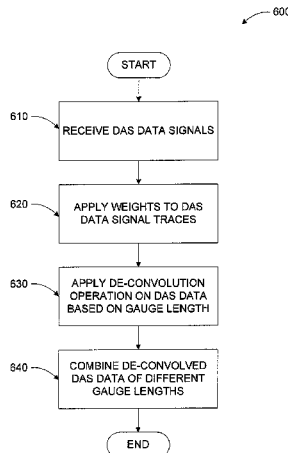 600
START
610
RECEIVE DAS DATA SIGNALS
620
APPLY WEIGHTS TO DAS
DATA SIGNAL TRACES
630
APPLY DE-CONVOLUTION
OPERATION ON DAS DATA
BASED ON GAUGE LENGTH
640
COMBINE DE-CONVOLVED
DAS DATA OF DIFFERENT
GAUGE LENGTHS
END